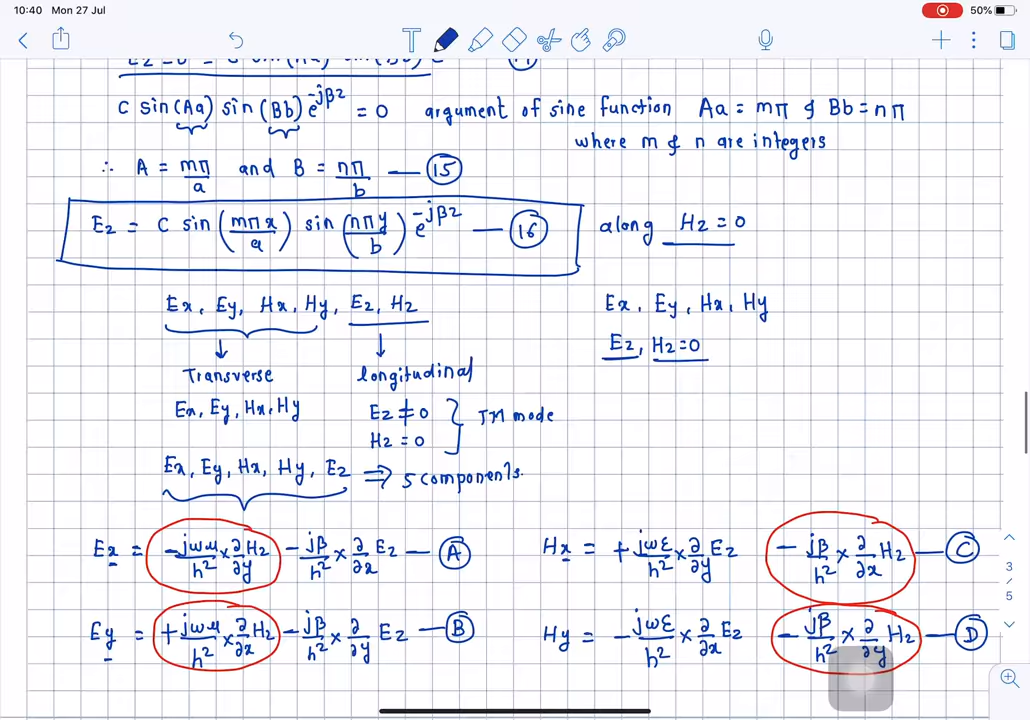 10:40 Mon 27 Jul
50%
C sin(Aa) sin(Bb) e^-jβz = 0 argument of sine function Aa = mπ & Bb = nπ
where m & n are integers
∴ A = mπ/a and B = nπ/b — (15)
Ez = C sin(mπx/a) sin(nπy/b) e^-jβz — (16) along Hz = 0
Ex, Ey, Hx, Hy, Ez, Hz
Ex, Ey, Hx, Hy
Ez, Hz = 0
Transverse longitudinal
Ex, Ey, Hx, Hy Ez ≠ 0 } TM mode
Hz = 0
Ex, Ey, Hx, Hy, Ez ⇒ 5 components.
Ex = -jωμ/h² × ∂Hz/∂y - jβ/h² × ∂/∂x Ez — (A)
Hx = +jωε/h² × ∂/∂y Ez - jβ/h² × ∂/∂x Hz — (C)
Ey = +jωμ/h² × ∂Hz/∂x - jβ/h² × ∂/∂y Ez — (B)
Hy = -jωε/h² × ∂/∂x Ez - jβ/h² × ∂/∂y Hz — (D)
3
/
5